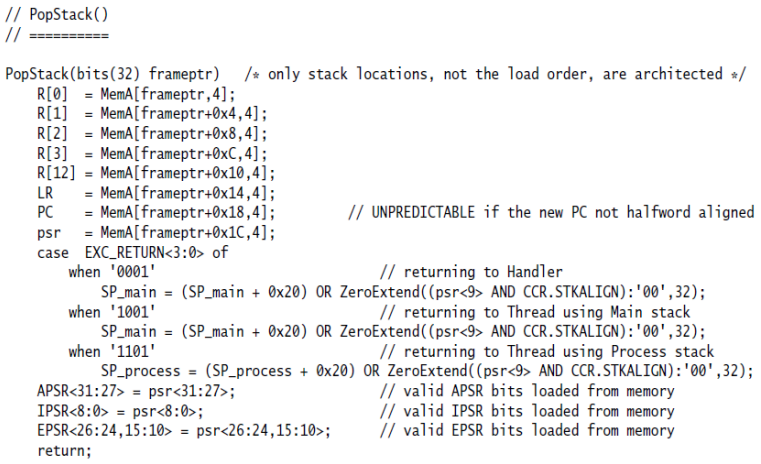 // PopStack()
// ==========
PopStack(bits(32) frameptr)   /* only stack locations, not the load order, are architected */
    R[0]  = MemA[frameptr,4];
    R[1]  = MemA[frameptr+0x4,4];
    R[2]  = MemA[frameptr+0x8,4];
    R[3]  = MemA[frameptr+0xC,4];
    R[12] = MemA[frameptr+0x10,4];
    LR    = MemA[frameptr+0x14,4];
    PC    = MemA[frameptr+0x18,4];          // UNPREDICTABLE if the new PC not halfword aligned
    psr   = MemA[frameptr+0x1C,4];
    case  EXC_RETURN<3:0> of
        when '0001'                             // returning to Handler
            SP_main = (SP_main + 0x20) OR ZeroExtend((psr<9> AND CCR.STKALIGN):'00',32);
        when '1001'                             // returning to Thread using Main stack
            SP_main = (SP_main + 0x20) OR ZeroExtend((psr<9> AND CCR.STKALIGN):'00',32);
        when '1101'                             // returning to Thread using Process stack
            SP_process = (SP_process + 0x20) OR ZeroExtend((psr<9> AND CCR.STKALIGN):'00',32);
    APSR<31:27> = psr<31:27>;                   // valid APSR bits loaded from memory
    IPSR<8:0> = psr<8:0>;                       // valid IPSR bits loaded from memory
    EPSR<26:24,15:10> = psr<26:24,15:10>;       // valid EPSR bits loaded from memory
    return;